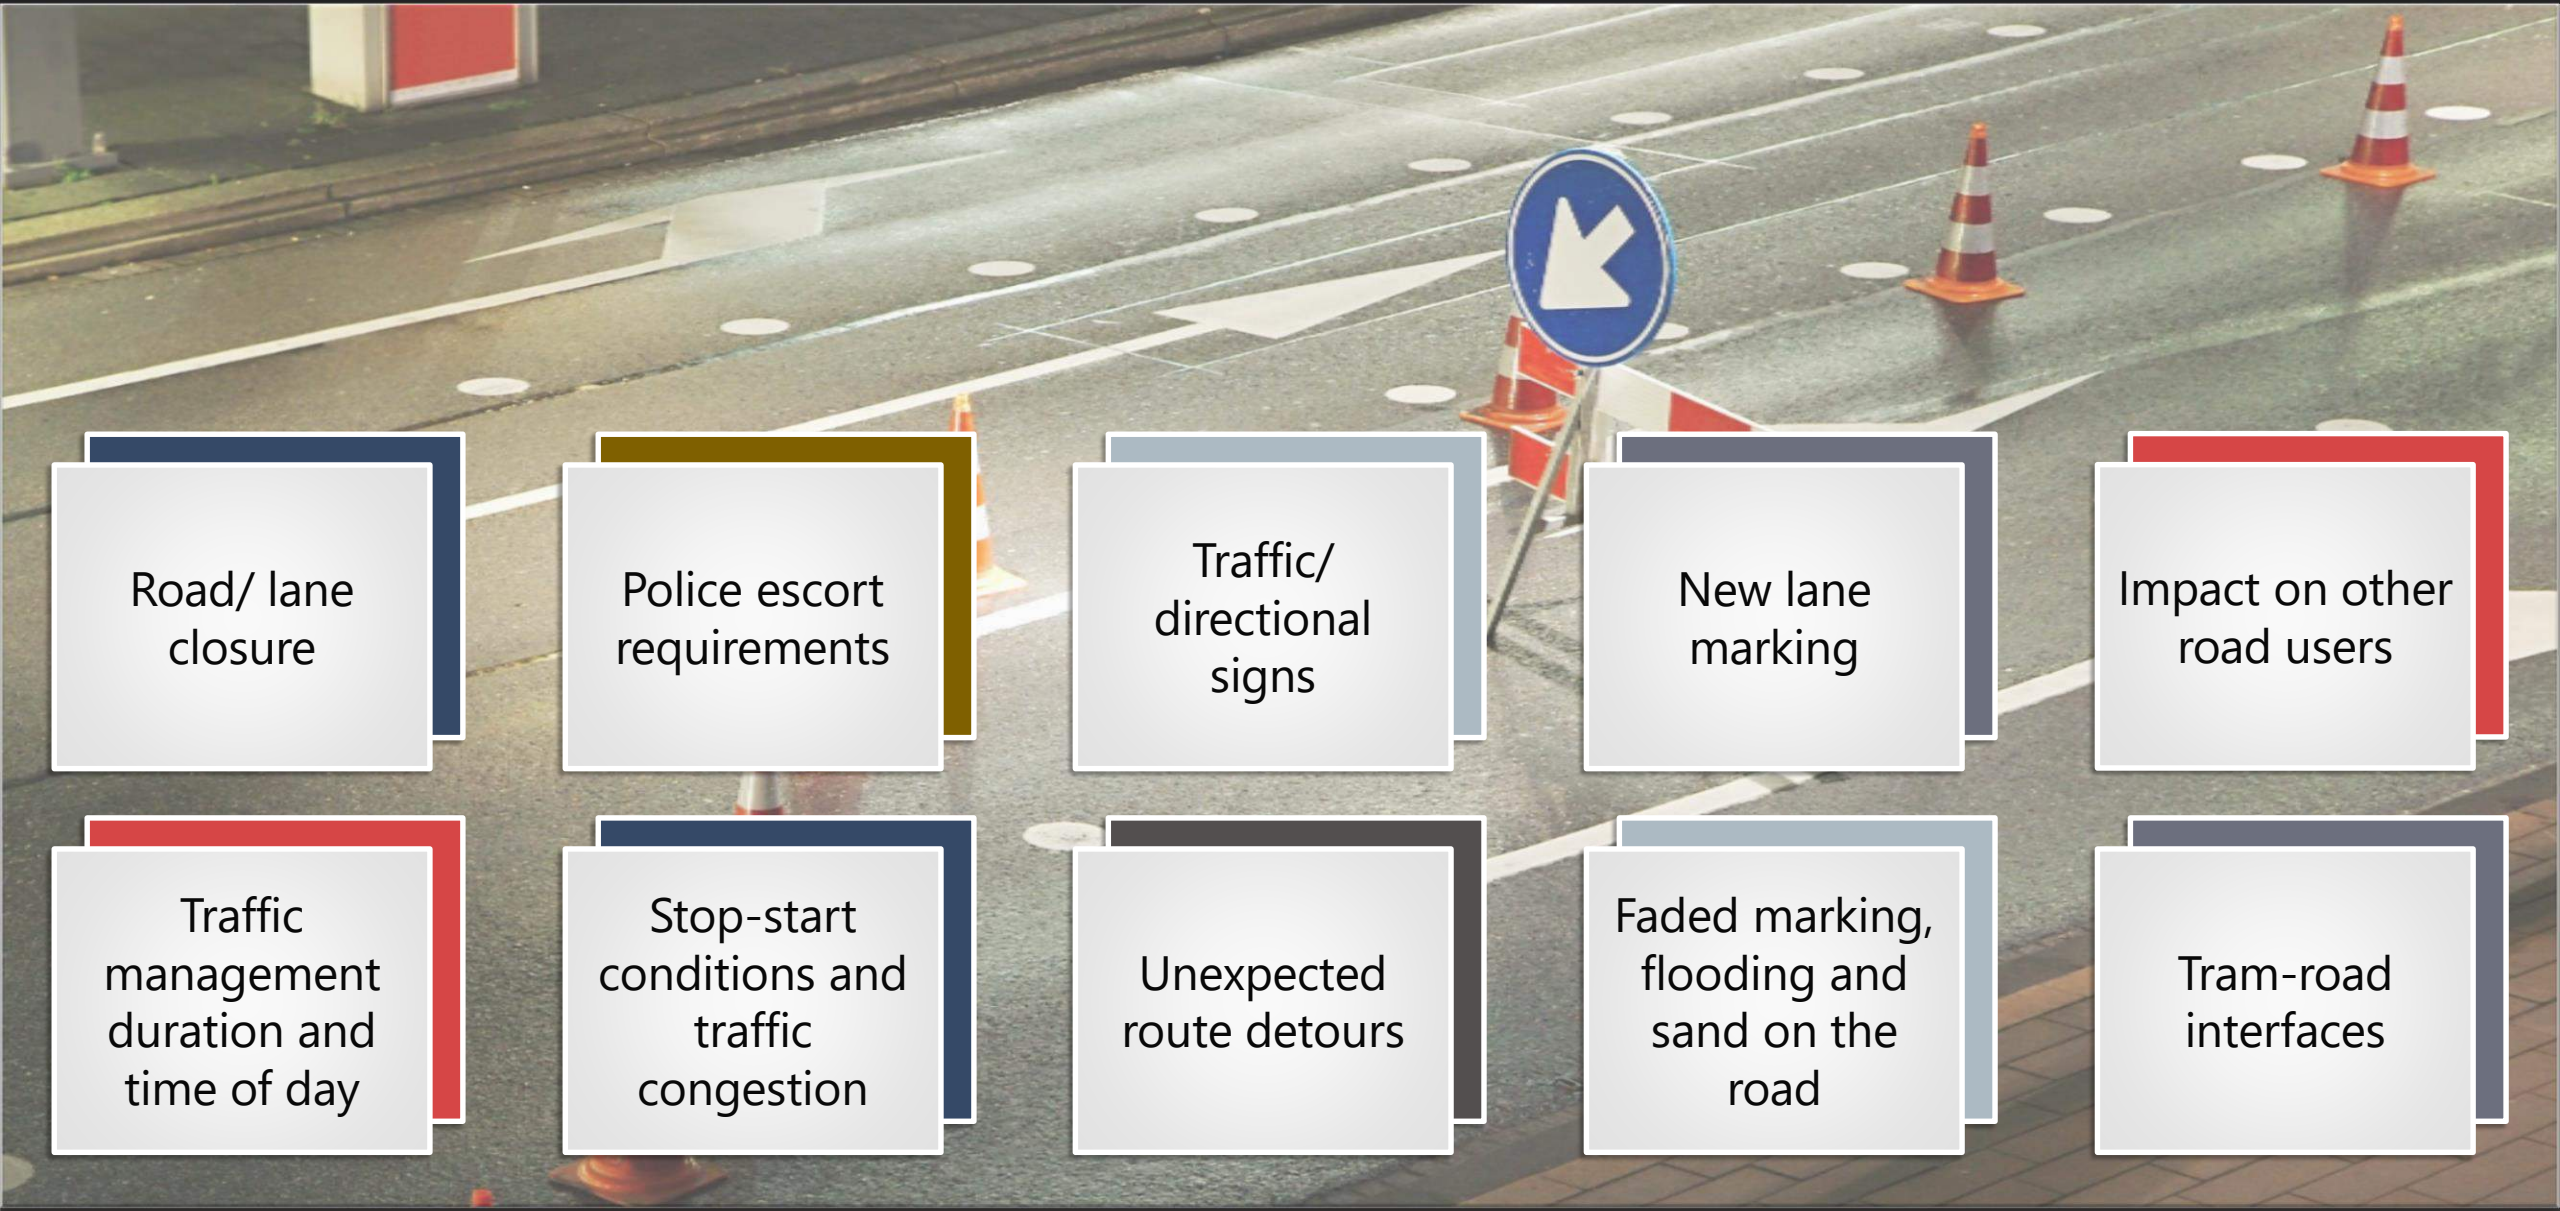 Road/ lane
closure
Police escort
requirements
Traffic/
directional
signs
New lane
marking
Impact on other
road users
Traffic
management
duration and
time of day
Stop-start
conditions and
traffic
congestion
Unexpected
route detours
Faded marking,
flooding and
sand on the
road
Tram-road
interfaces